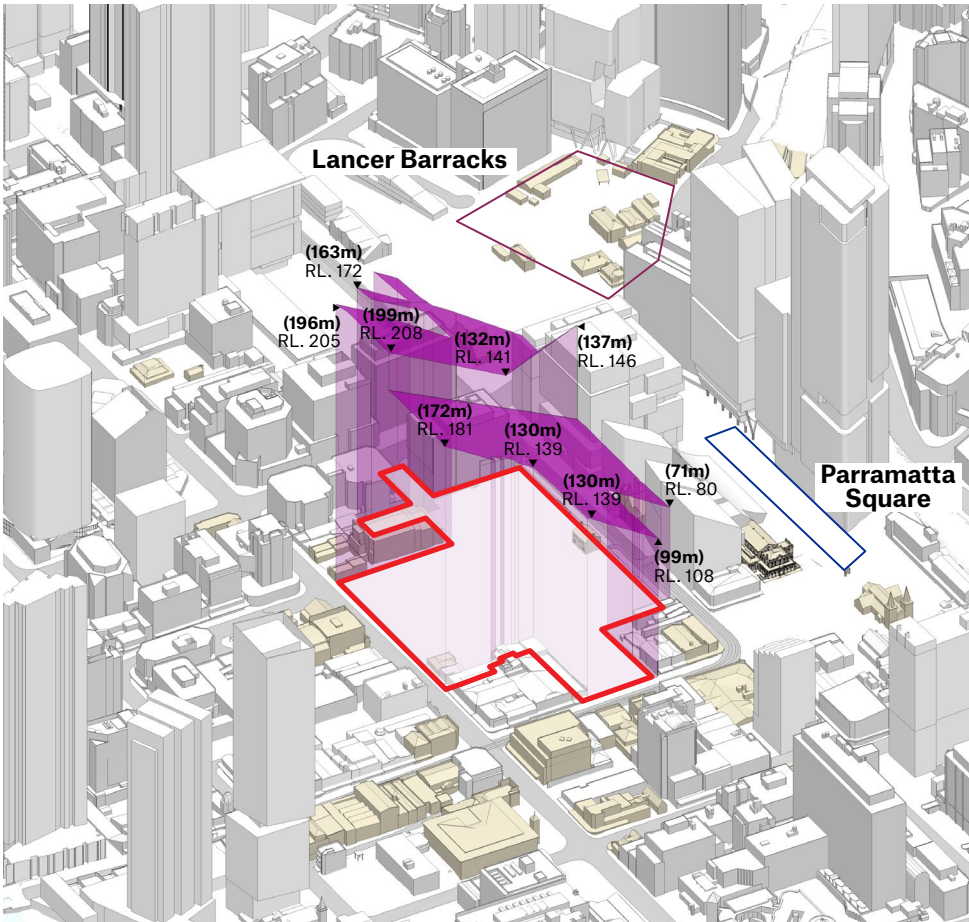 Lancer Barracks
(163m)
RL. 172
(196m)
RL. 205
(199m)
RL. 208
(132m)
RL. 141
(137m)
RL. 146
(172m)
RL. 181
(130m)
RL. 139
(130m)
RL. 139
(71m)
RL. 80
(99m)
RL. 108
Parramatta
Square